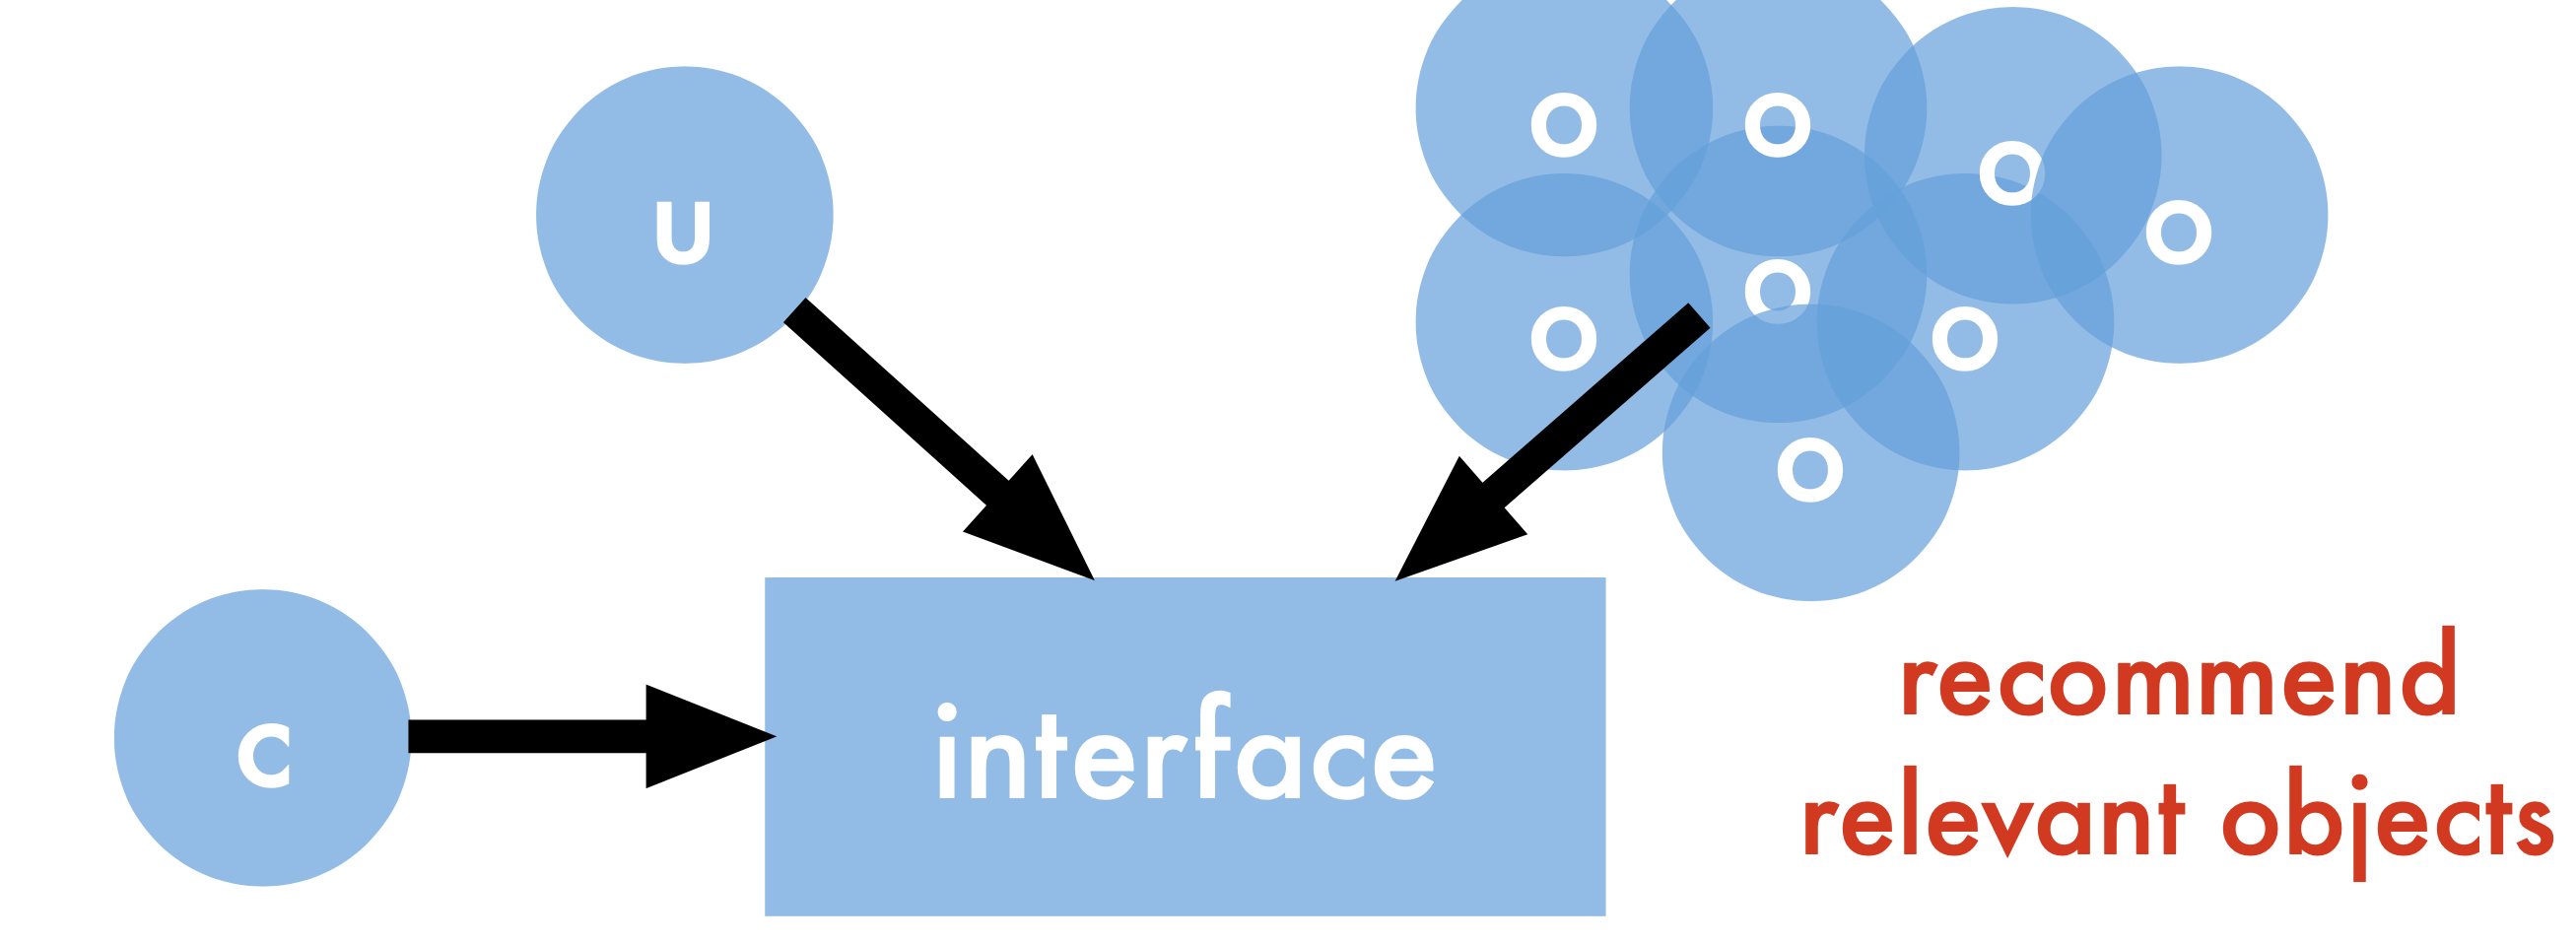 O
O
O
O
U
O
O
O
O
C
interface
recommend
relevant objects